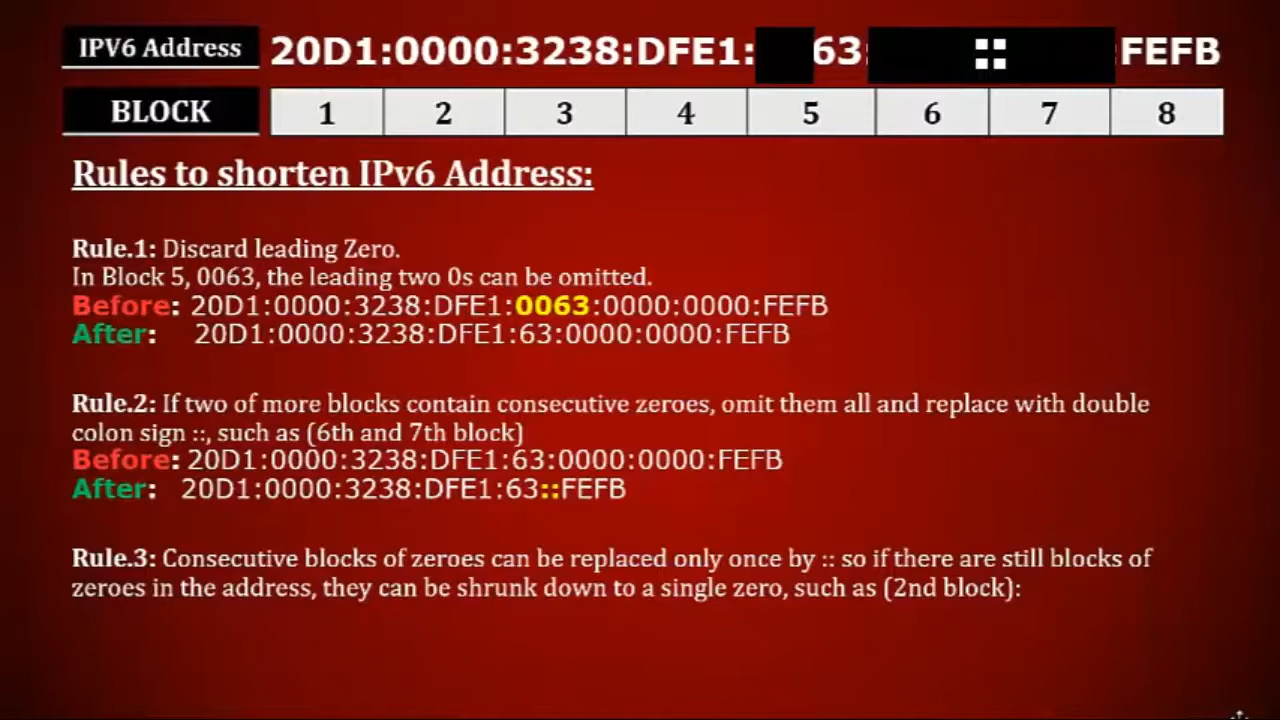 IPV6 Address 20D1:0000:3238:DFE1: 63: :: :FEFB
BLOCK 1 2 3 4 5 6 7 8
Rules to shorten IPv6 Address:
Rule.1: Discard leading Zero.
In Block 5, 0063, the leading two 0s can be omitted.
Before: 20D1:0000:3238:DFE1:0063:0000:0000:FEFB
After: 20D1:0000:3238:DFE1:63:0000:0000:FEFB
Rule.2: If two of more blocks contain consecutive zeroes, omit them all and replace with double
colon sign ::, such as (6th and 7th block)
Before: 20D1:0000:3238:DFE1:63:0000:0000:FEFB
After: 20D1:0000:3238:DFE1:63::FEFB
Rule.3: Consecutive blocks of zeroes can be replaced only once by :: so if there are still blocks of
zeroes in the address, they can be shrunk down to a single zero, such as (2nd block):